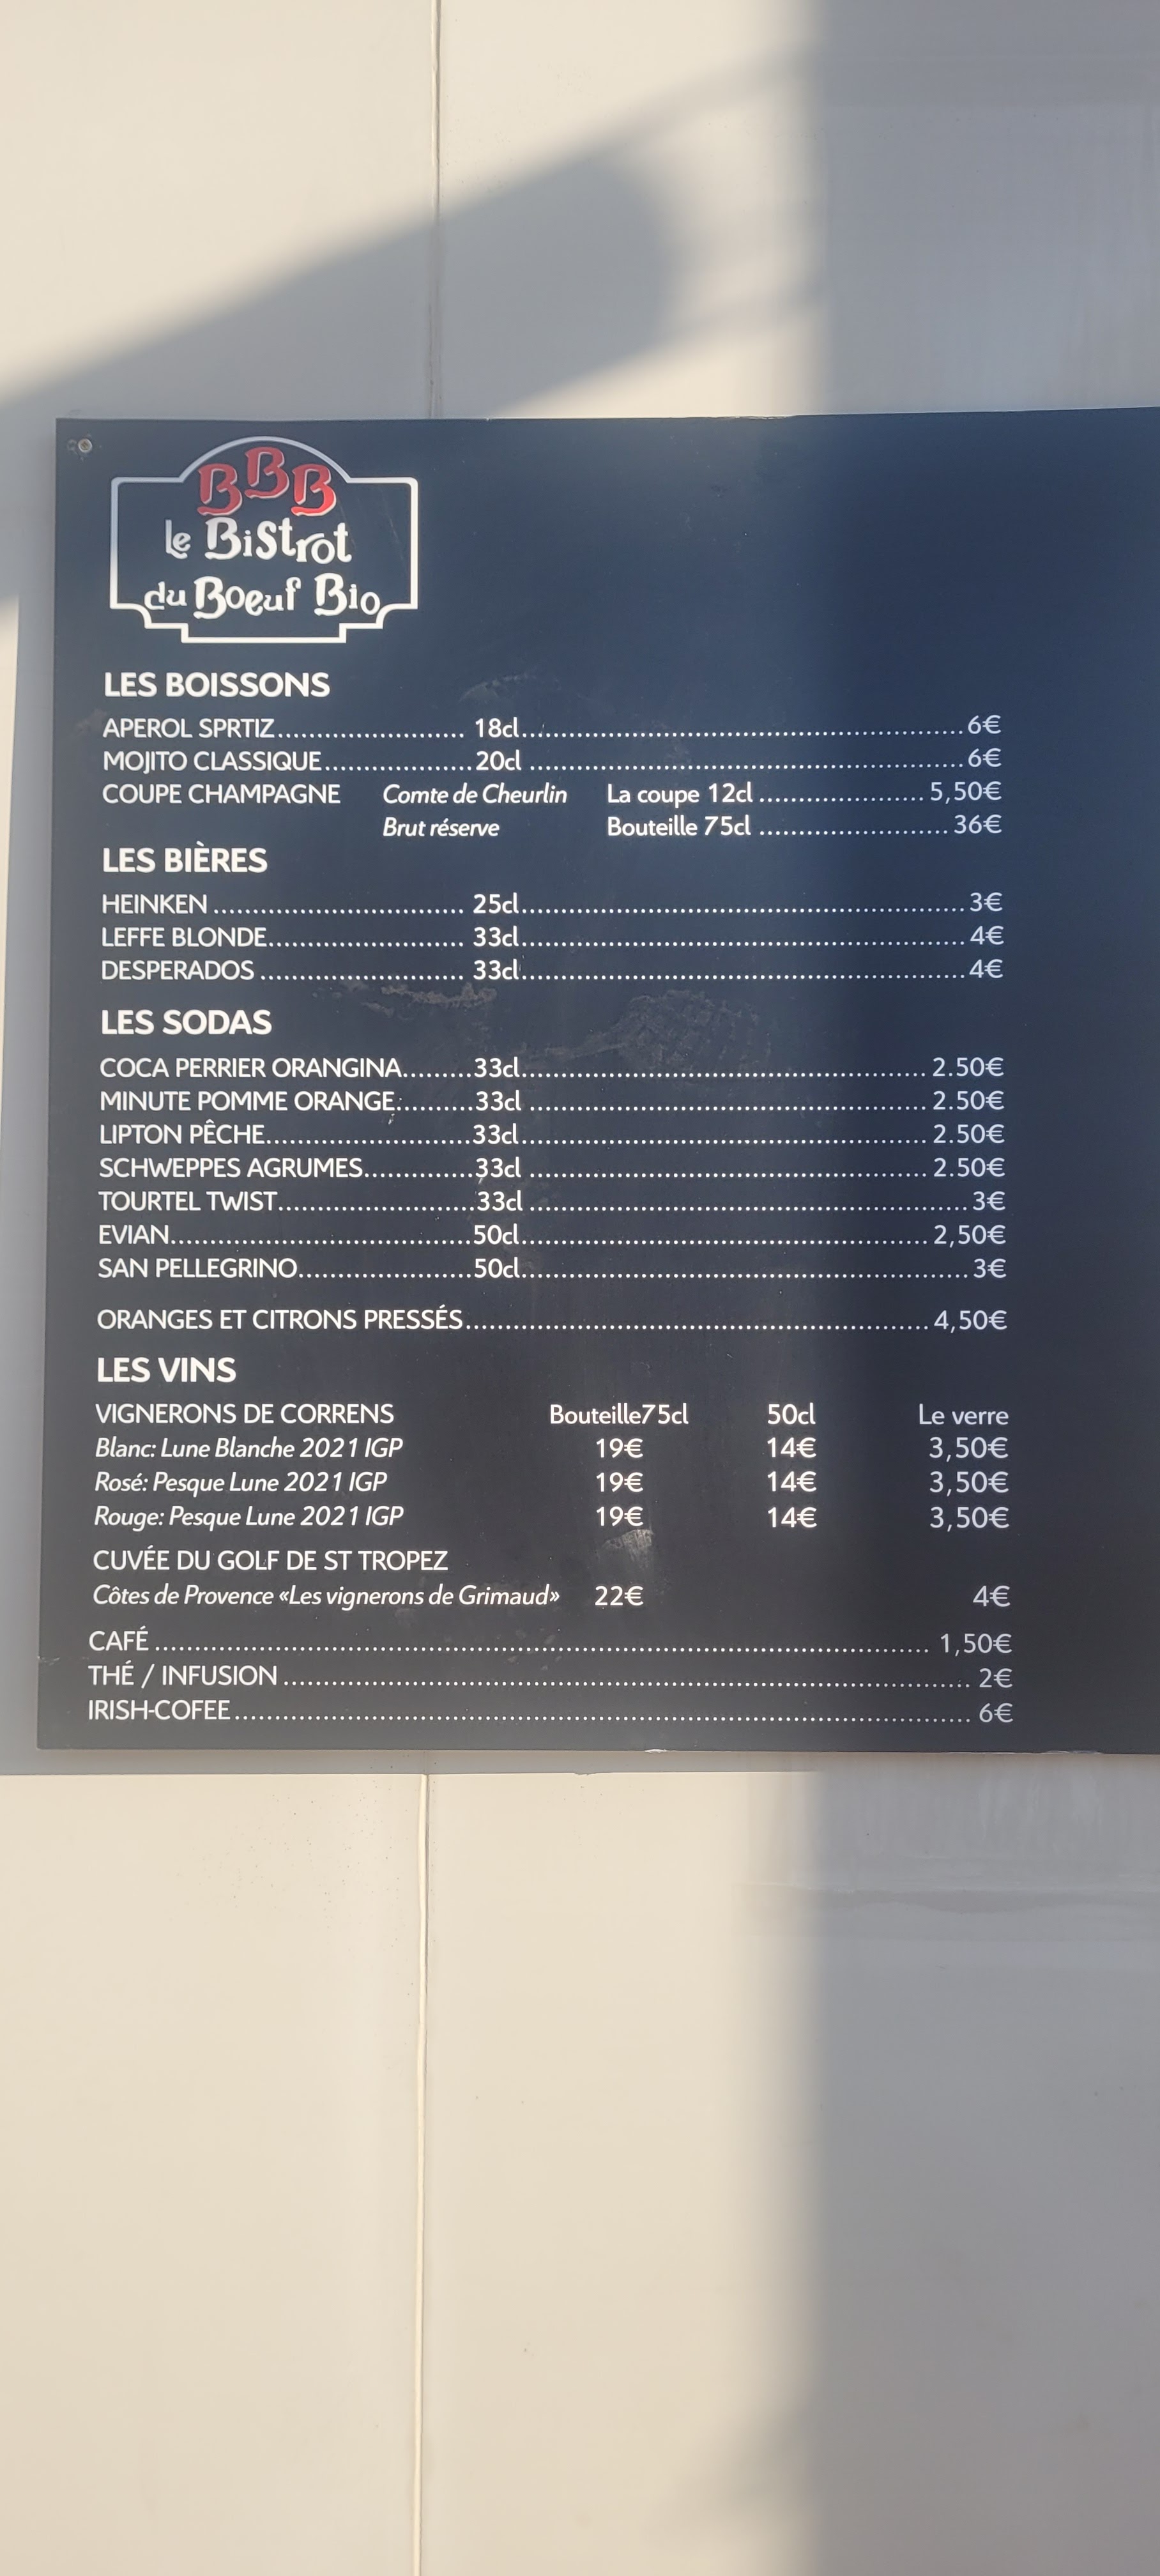 BBB
le Bistrot
du Boeuf Bio
LES BOISSONS
APEROL SPRTIZ........................ 18cl......................................................... 6€
MOJITO CLASSIQUE................... 20cl ........................................................ 6€
COUPE CHAMPAGNE Comte de Cheurlin La coupe 12cl ..................... 5,50€
Brut réserve Bouteille 75cl ........................ 36€
LES BIÈRES
HEINKEN ................................ 25cl......................................................... 3€
LEFFE BLONDE......................... 33cl......................................................... 4€
DESPERADOS .......................... 33cl......................................................... 4€
LES SODAS
COCA PERRIER ORANGINA.........33cl.................................................... 2.50€
MINUTE POMME ORANGE..........33cl ................................................... 2.50€
LIPTON PÊCHE..........................33cl.................................................... 2.50€
SCHWEPPES AGRUMES..............33cl ................................................... 2.50€
TOURTEL TWIST.........................33cl ........................................................ 3€
EVIAN......................................50cl.................................................... 2,50€
SAN PELLEGRINO......................50cl......................................................... 3€
ORANGES ET CITRONS PRESSÉS........................................................... 4,50€
LES VINS
VIGNERONS DE CORRENS Bouteille75cl 50cl Le verre
Blanc: Lune Blanche 2021 IGP 19€ 14€ 3,50€
Rosé: Pesque Lune 2021 IGP 19€ 14€ 3,50€
Rouge: Pesque Lune 2021 IGP 19€ 14€ 3,50€
CUVÉE DU GOLF DE ST TROPEZ
Côtes de Provence «Les vignerons de Grimaud» 22€ 4€
CAFÉ .................................................................................................... 1,50€
THÉ / INFUSION ........................................................................................ 2€
IRISH-COFEE.............................................................................................. 6€